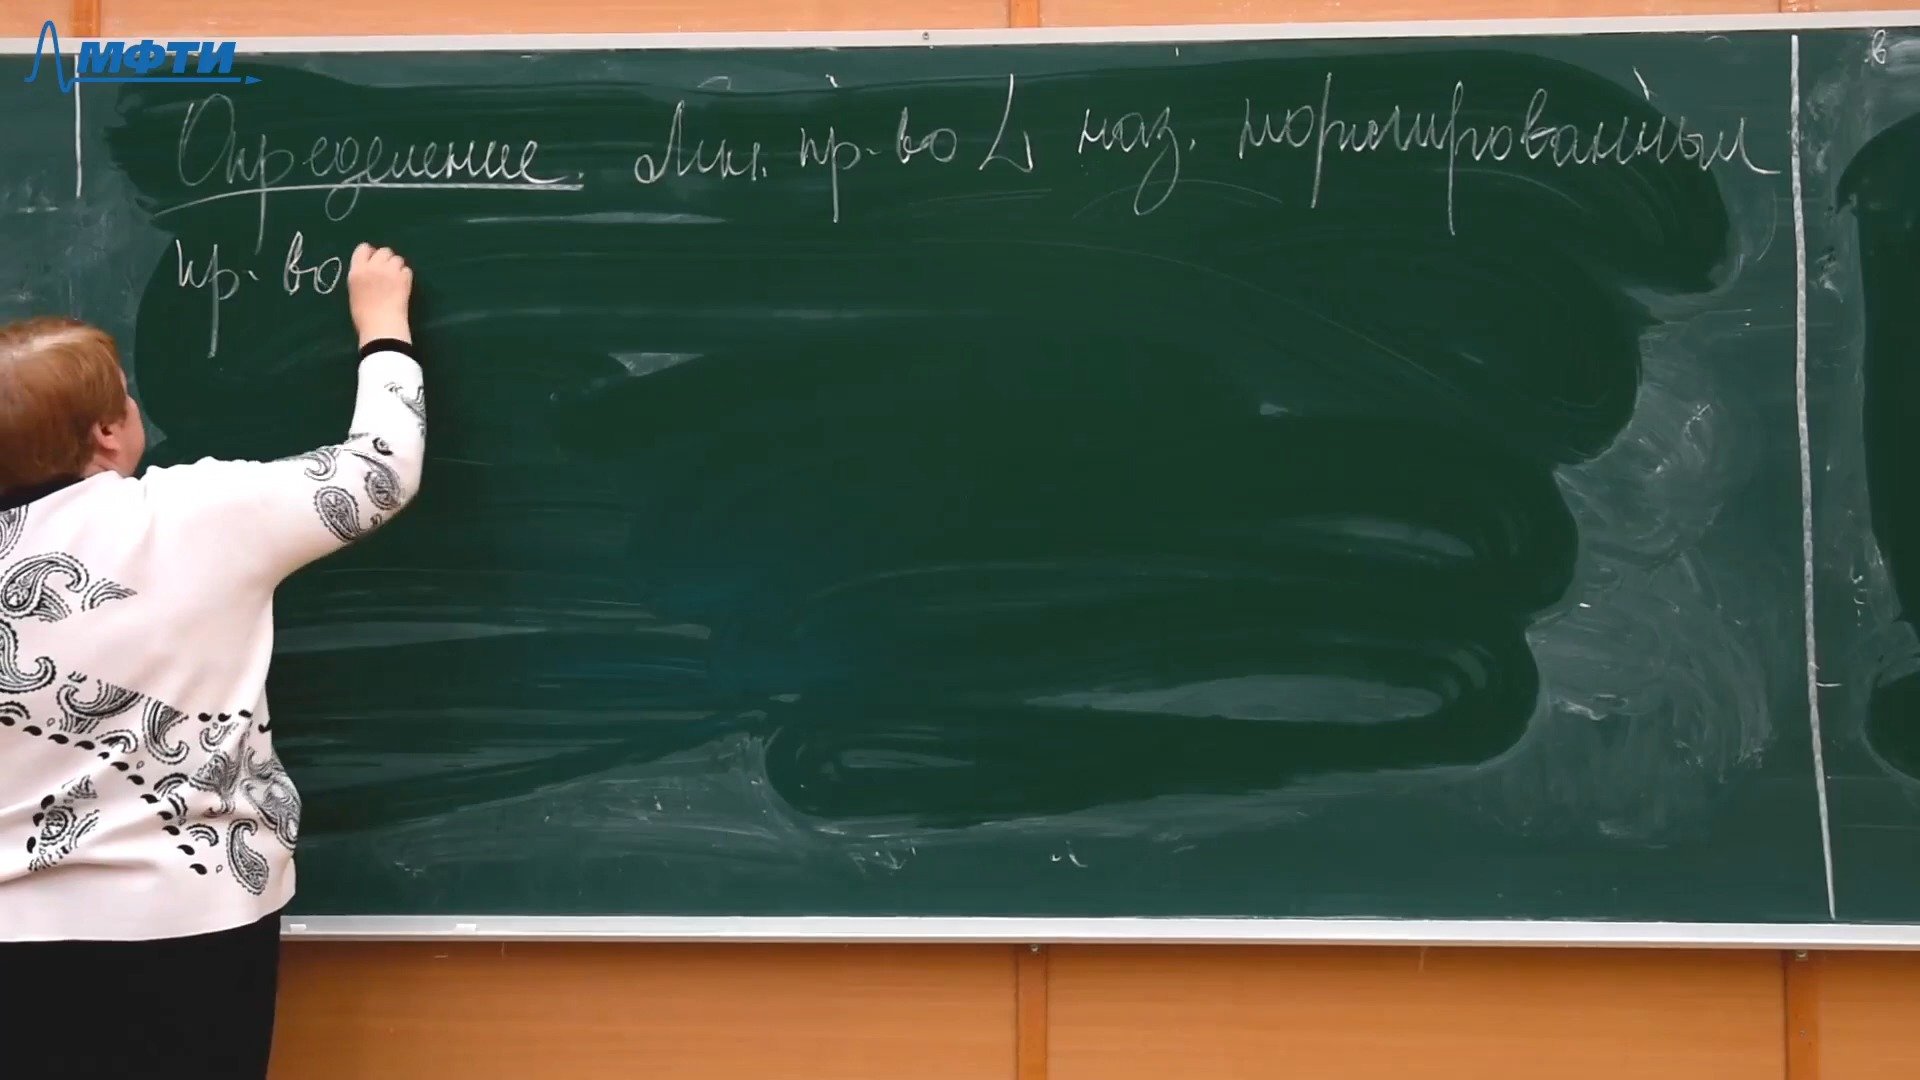 МФТИ
Определение. Лин. пр-во L наз. нормированным
пр-во
в